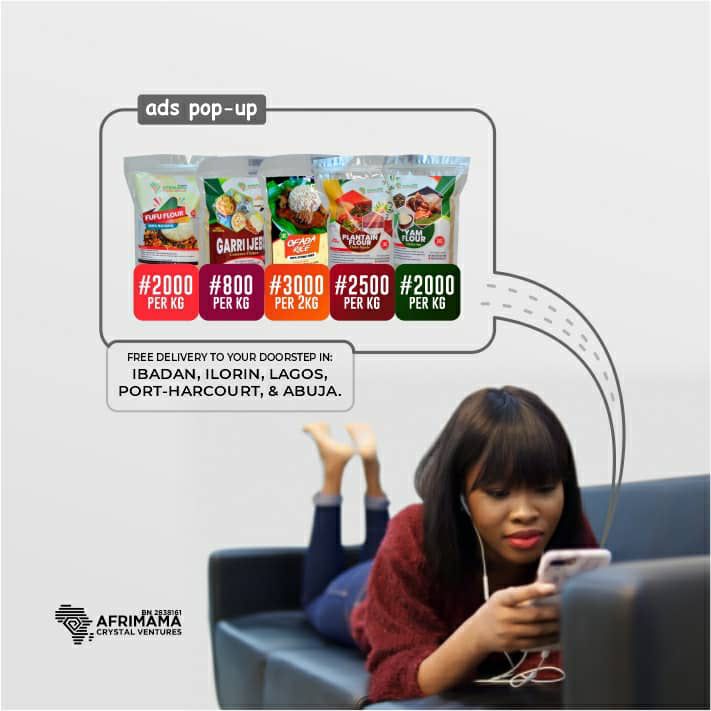 ads pop-up
FUFU FLOUR
GARRI IJEBU
OFADA
RICE
PLANTAIN
FLOUR
YAM
FLOUR
#2000
PER KG
#800
PER KG
#3000
PER 2KG
#2500
PER KG
#2000
PER KG
FREE DELIVERY TO YOUR DOORSTEP IN:
IBADAN, ILORIN, LAGOS,
PORT-HARCOURT, & ABUJA.
BN 2838161
AFRIMAMA
CRYSTAL VENTURES